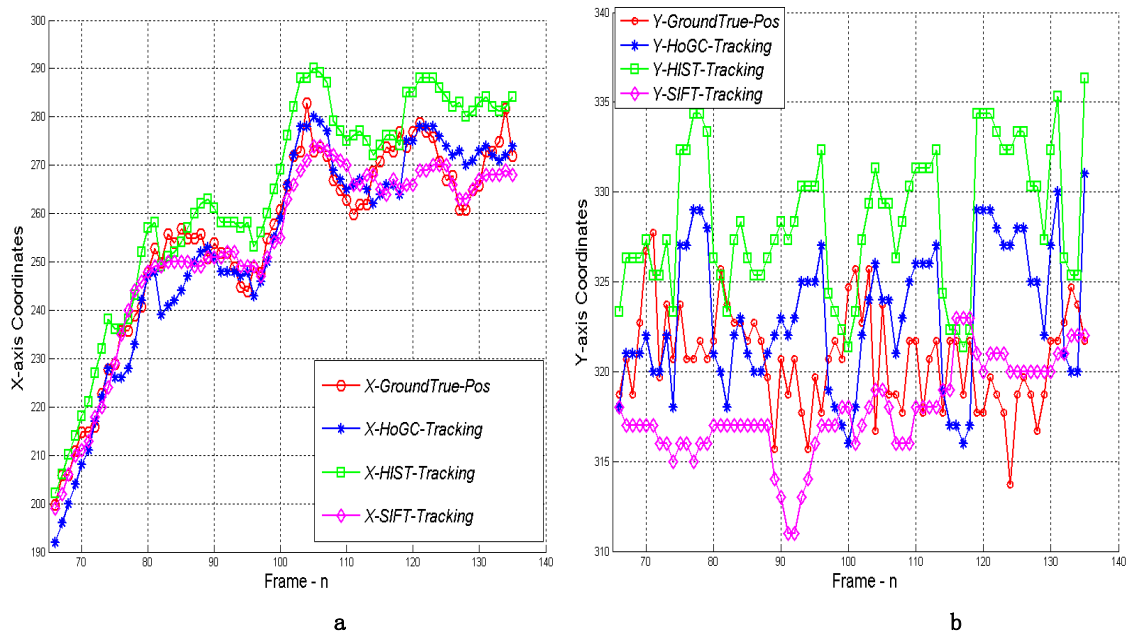 300
290
280
270
260
250
240
230
220
210
200
190
70
80
90
100
110
120
130
140
X-axis Coordinates
Frame - n
X-GroundTrue-Pos
X-HoGC-Tracking
X-HIST-Tracking
X-SIFT-Tracking
a
340
335
330
325
320
315
310
70
80
90
100
110
120
130
140
Y-axis Coordinates
Frame - n
Y-GroundTrue-Pos
Y-HoGC-Tracking
Y-HIST-Tracking
Y-SIFT-Tracking
b